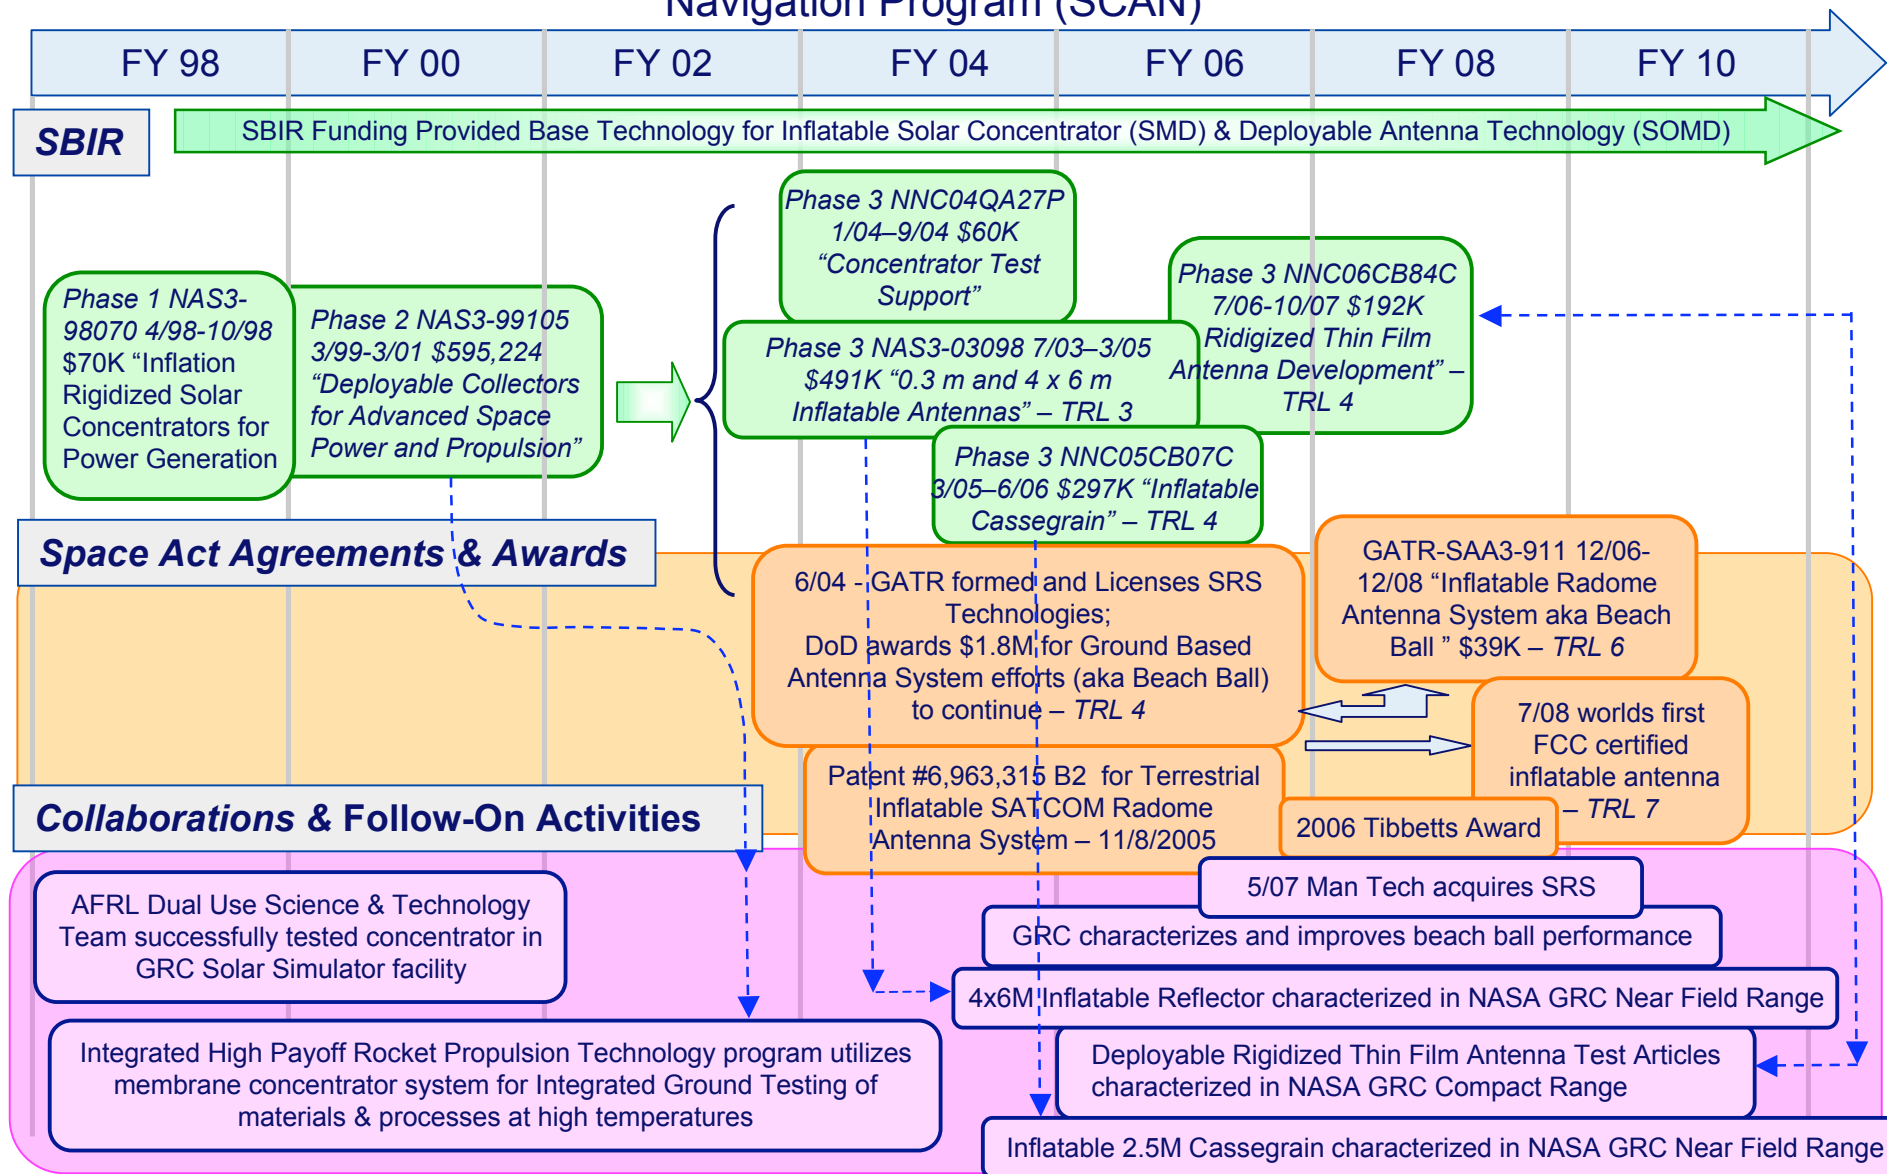 Navigation Program (SCAN)
FY 98
FY 00
FY 02
FY 04
FY 06
FY 08
FY 10
SBIR
SBIR Funding Provided Base Technology for Inflatable Solar Concentrator (SMD) & Deployable Antenna Technology (SOMD)
Phase 1 NAS3-
98070 4/98-10/98
$70K “Inflation
Rigidized Solar
Concentrators for
Power Generation
Phase 2 NAS3-99105
3/99-3/01 $595,224
“Deployable Collectors
for Advanced Space
Power and Propulsion”
Phase 3 NNC04QA27P
1/04–9/04 $60K
“Concentrator Test
Support”
Phase 3 NAS3-03098 7/03–3/05
$491K “0.3 m and 4 x 6 m
Inflatable Antennas” – TRL 3
Phase 3 NNC05CB07C
3/05–6/06 $297K “Inflatable
Cassegrain” – TRL 4
Phase 3 NNC06CB84C
7/06-10/07 $192K
Ridigized Thin Film
Antenna Development” –
TRL 4
Space Act Agreements & Awards
6/04 - GATR formed and Licenses SRS
Technologies;
DoD awards $1.8M for Ground Based
Antenna System efforts (aka Beach Ball)
to continue – TRL 4
GATR-SAA3-911 12/06-
12/08 “Inflatable Radome
Antenna System aka Beach
Ball ” $39K – TRL 6
7/08 worlds first
FCC certified
inflatable antenna
– TRL 7
Patent #6,963,315 B2  for Terrestrial
Inflatable SATCOM Radome
Antenna System – 11/8/2005
2006 Tibbetts Award
Collaborations & Follow-On Activities
AFRL Dual Use Science & Technology
Team successfully tested concentrator in
GRC Solar Simulator facility
Integrated High Payoff Rocket Propulsion Technology program utilizes
membrane concentrator system for Integrated Ground Testing of
materials & processes at high temperatures
5/07 Man Tech acquires SRS
GRC characterizes and improves beach ball performance
4x6M Inflatable Reflector characterized in NASA GRC Near Field Range
Deployable Rigidized Thin Film Antenna Test Articles
characterized in NASA GRC Compact Range
Inflatable 2.5M Cassegrain characterized in NASA GRC Near Field Range